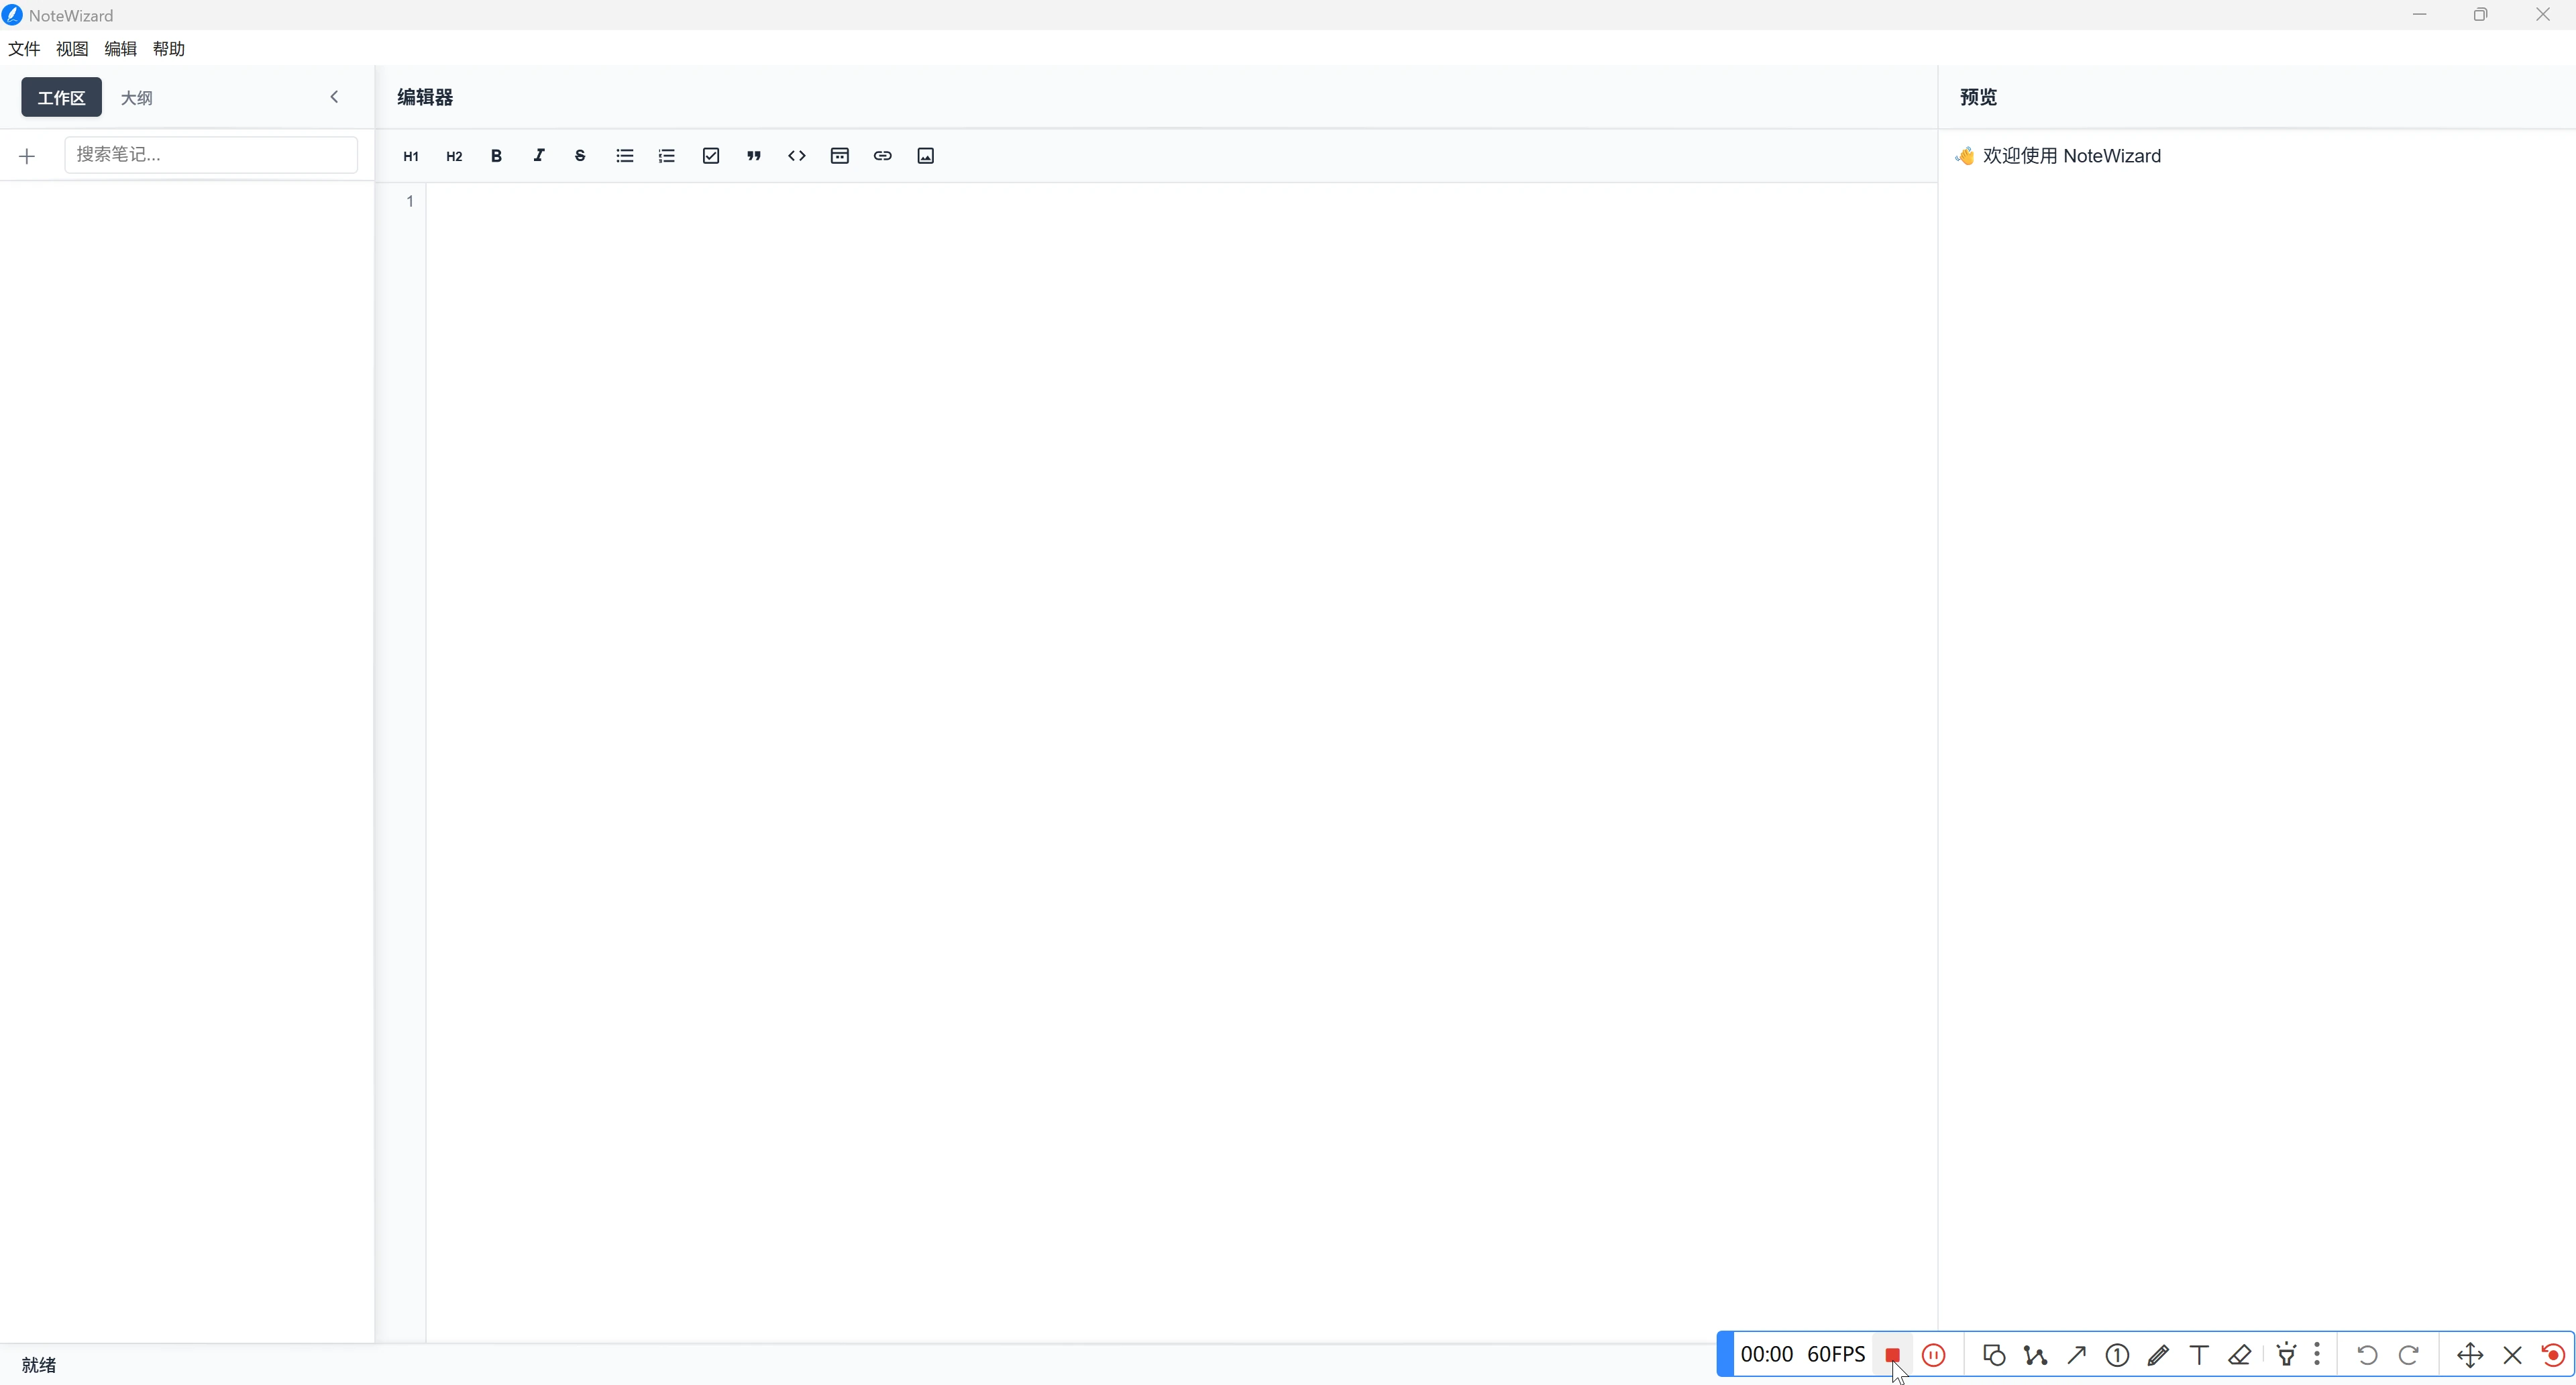 NoteWizard
文件 视图 编辑 帮助
工作区 大纲
编辑器
预览
搜索笔记...
H1 H2 B I S
👋 欢迎使用 NoteWizard
1
就绪
00:00 60FPS